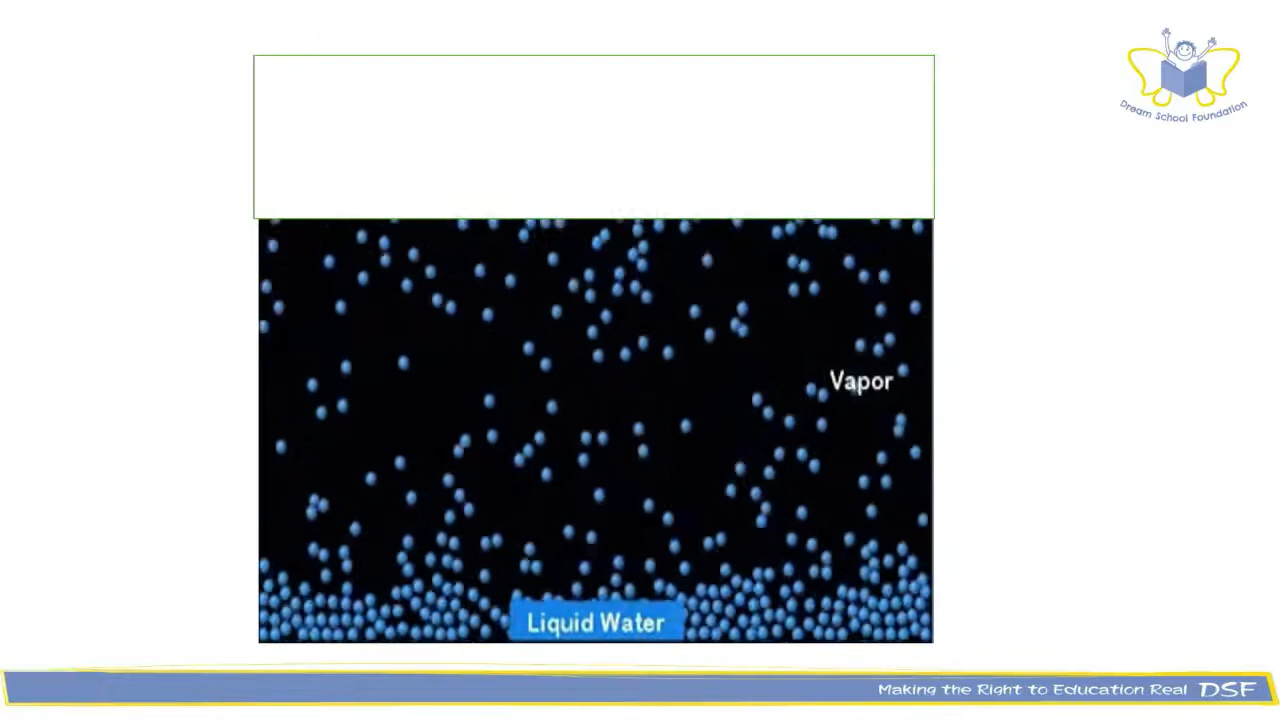 Dream School Foundation
Vapor
Liquid Water
Making the Right to Education Real DSF